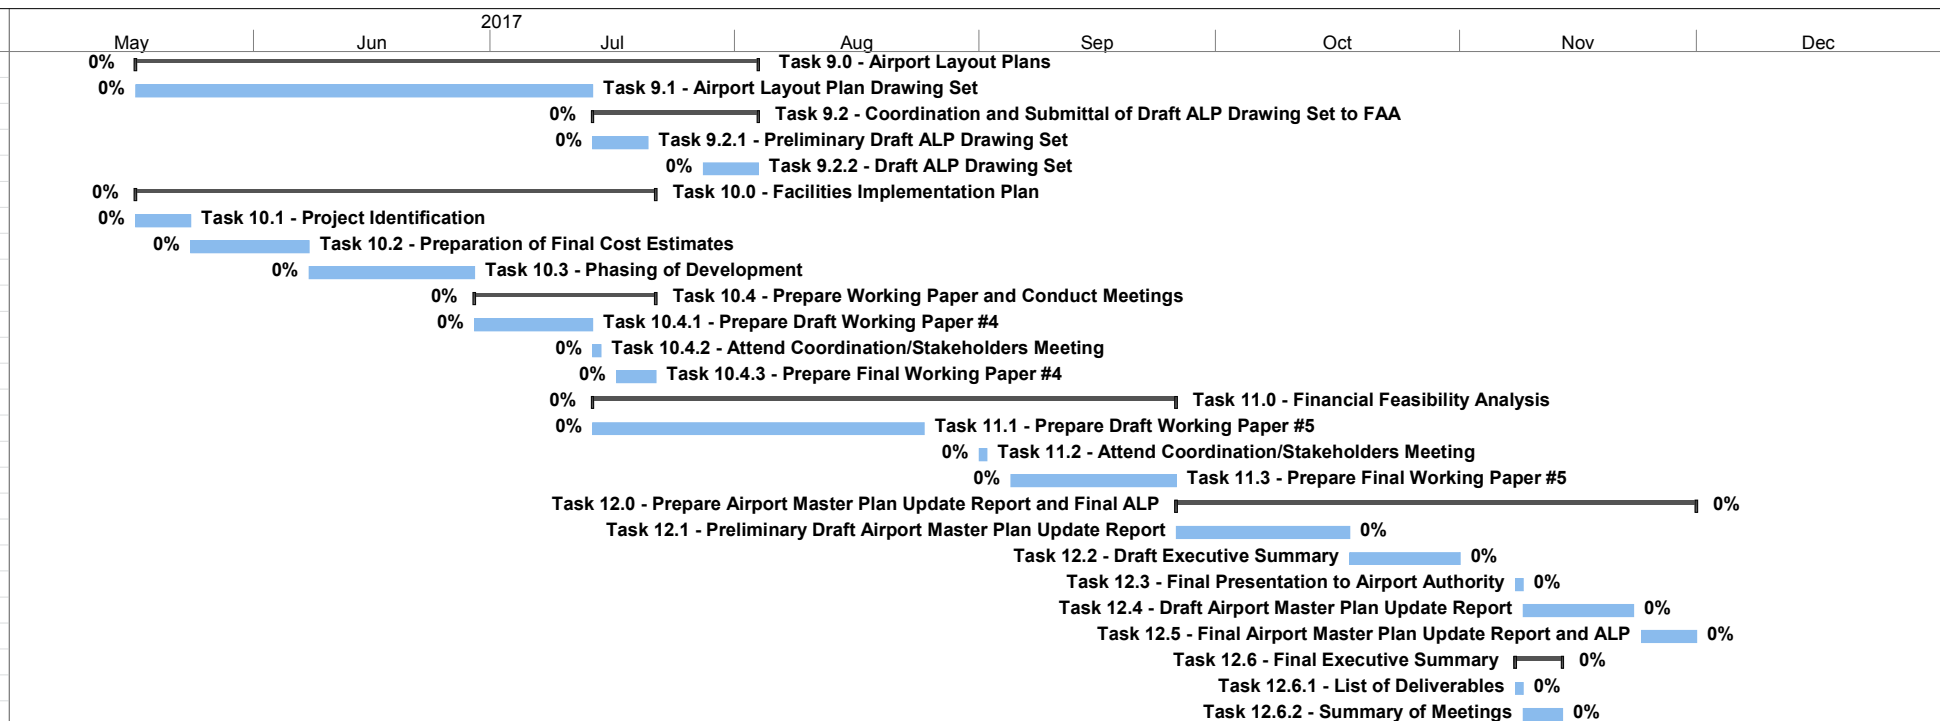 2017
May Jun Jul Aug Sep Oct Nov Dec
0% Task 9.0 - Airport Layout Plans
0% Task 9.1 - Airport Layout Plan Drawing Set
0% Task 9.2 - Coordination and Submittal of Draft ALP Drawing Set to FAA
0% Task 9.2.1 - Preliminary Draft ALP Drawing Set
0% Task 9.2.2 - Draft ALP Drawing Set
0% Task 10.0 - Facilities Implementation Plan
0% Task 10.1 - Project Identification
0% Task 10.2 - Preparation of Final Cost Estimates
0% Task 10.3 - Phasing of Development
0% Task 10.4 - Prepare Working Paper and Conduct Meetings
0% Task 10.4.1 - Prepare Draft Working Paper #4
0% Task 10.4.2 - Attend Coordination/Stakeholders Meeting
0% Task 10.4.3 - Prepare Final Working Paper #4
0% Task 11.0 - Financial Feasibility Analysis
0% Task 11.1 - Prepare Draft Working Paper #5
0% Task 11.2 - Attend Coordination/Stakeholders Meeting
0% Task 11.3 - Prepare Final Working Paper #5
Task 12.0 - Prepare Airport Master Plan Update Report and Final ALP 0%
Task 12.1 - Preliminary Draft Airport Master Plan Update Report 0%
Task 12.2 - Draft Executive Summary 0%
Task 12.3 - Final Presentation to Airport Authority 0%
Task 12.4 - Draft Airport Master Plan Update Report 0%
Task 12.5 - Final Airport Master Plan Update Report and ALP 0%
Task 12.6 - Final Executive Summary 0%
Task 12.6.1 - List of Deliverables 0%
Task 12.6.2 - Summary of Meetings 0%